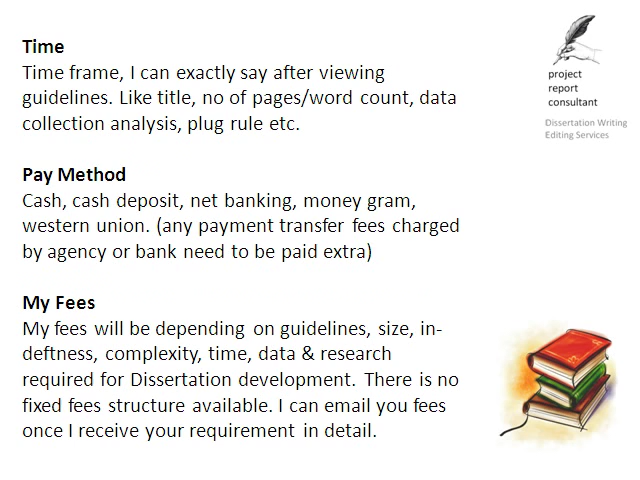 Time
Time frame, I can exactly say after viewing
guidelines. Like title, no of pages/word count, data
collection analysis, plug rule etc.
Pay Method
Cash, cash deposit, net banking, money gram,
western union. (any payment transfer fees charged
by agency or bank need to be paid extra)
My Fees
My fees will be depending on guidelines, size, in-
deftness, complexity, time, data & research
required for Dissertation development. There is no
fixed fees structure available. I can email you fees
once I receive your requirement in detail.
project
report
consultant
Dissertation Writing
Editing Services